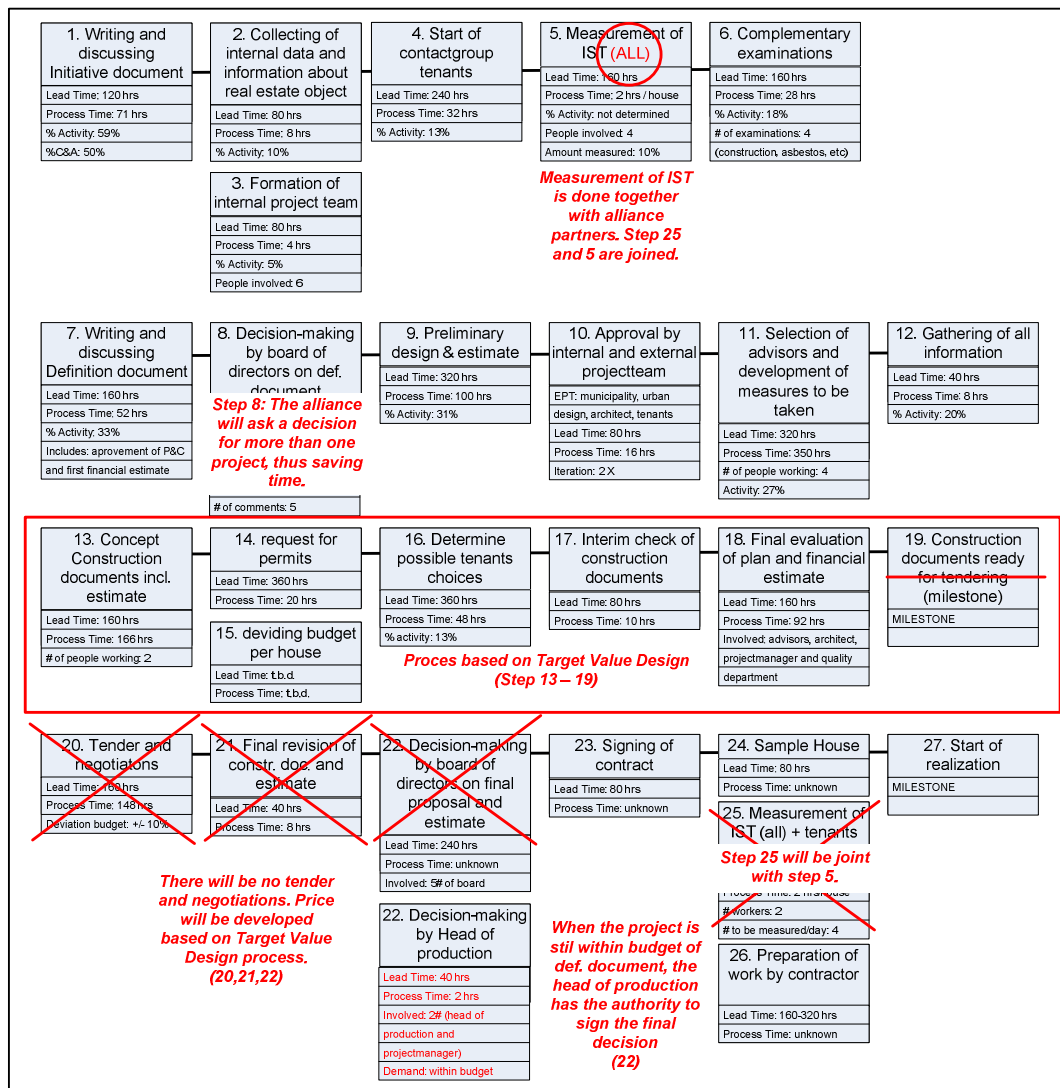 1. Writing and
discussing
Initiative document
Lead Time: 120 hrs
Process Time: 71 hrs
% Activity: 59%
%C&A: 50%
2. Collecting of
internal data and
information about
real estate object
Lead Time: 80 hrs
Process Time; 8 hrs
% Activity: 10%
3. Formation of
internal project team
Lead Time: 80 hrs
Process Time; 4 hrs
% Activity: 5%
People involved: 6
4. Start of
contactgroup
tenants
Lead Time: 240 hrs
Process Time: 32 hrs
% Activity: 13%
5. Measurement of
IST (ALL)
Lead Time: 160 hrs
Process Time; 2 hrs / house
% Activity: not determined
People involved: 4
Amount measured: 10%
Measurement of IST
is done together
with alliance
partners. Step 25
and 5 are joined.
6. Complementary
examinations
Lead Time: 160 hrs
Process Time; 28 hrs
% Activity: 18%
# of examinations: 4
(construction, asbestos, etc)
7. Writing and
discussing
Definition document
Lead Time: 160 hrs
Process Time: 52 hrs
% Activity: 33%
Includes: aprovement of P&C
and first financial estimate
8. Decision-making
by board of
directors on def.
document
Step 8: The alliance
will ask a decision
for more than one
project, thus saving
time.
# of comments: 5
9. Preliminary
design & estimate
Lead Time: 320 hrs
Process Time: 100 hrs
% Activity: 31%
10. Approval by
internal and external
projectteam
EPT: municipality, urban
design, architect, tenants
Lead Time: 80 hrs
Process Time: 16 hrs
Iteration: 2 X
11. Selection of
advisors and
development of
measures to be
taken
Lead Time: 320 hrs
Process Time: 350 hrs
# of people working: 4
Activity: 27%
12. Gathering of all
information
Lead Time: 40 hrs
Process Time: 8 hrs
% Activity: 20%
13. Concept
Construction
documents incl.
estimate
Lead Time: 160 hrs
Process Time: 166 hrs
# of people working: 2
14. request for
permits
Lead Time: 360 hrs
Process Time: 20 hrs
15. deviding budget
per house
Lead Time: t.b.d.
Process Time; t.b.d.
16. Determine
possible tenants
choices
Lead Time: 360 hrs
Process Time: 48 hrs
% activity: 13%
17. Interim check of
construction
documents
Lead Time: 80 hrs
Process Time: 10 hrs
18. Final evaluation
of plan and financial
estimate
Lead Time: 160 hrs
Process Time: 92 hrs
Involved: advisors, architect,
projectmanager and quality
department
19. Construction
documents ready
for tendering
(milestone)
MILESTONE
Proces based on Target Value Design
(Step 13 – 19)
20. Tender and
negotiatons
Lead Time: 160 hrs
Process Time: 148 hrs
Deviation budget: +/- 10%
21. Final revision of
constr. doc. and
estimate
Lead Time: 40 hrs
Process Time: 8 hrs
22. Decision-making
by board of
directors on final
proposal and
estimate
Lead Time: 240 hrs
Process Time: unknown
Involved: 5# of board
There will be no tender
and negotiations. Price
will be developed
based on Target Value
Design process.
(20,21,22)
22. Decision-making
by Head of
production
Lead Time: 40 hrs
Process Time: 2 hrs
Involved: 2# (head of
production and
projectmanager)
Demand: within budget
23. Signing of
contract
Lead Time: 80 hrs
Process Time: unknown
When the project is
stil within budget of
def. document, the
head of production
has the authority to
sign the final
decision
(22)
24. Sample House
Lead Time: 80 hrs
Process Time: unknown
25. Measurement of
IST (all) + tenants
Step 25 will be joint
with step 5.
Process Time: 2 hrs/house
# workers: 2
# to be measured/day: 4
26. Preparation of
work by contractor
Lead Time: 160-320 hrs
Process Time: unknown
27. Start of
realization
MILESTONE